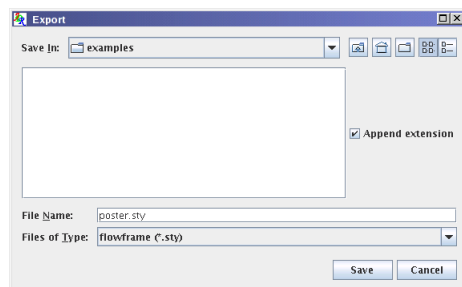 Export
Save In: examples
Append extension
File Name: poster.sty
Files of Type: flowframe (*.sty)
Save Cancel